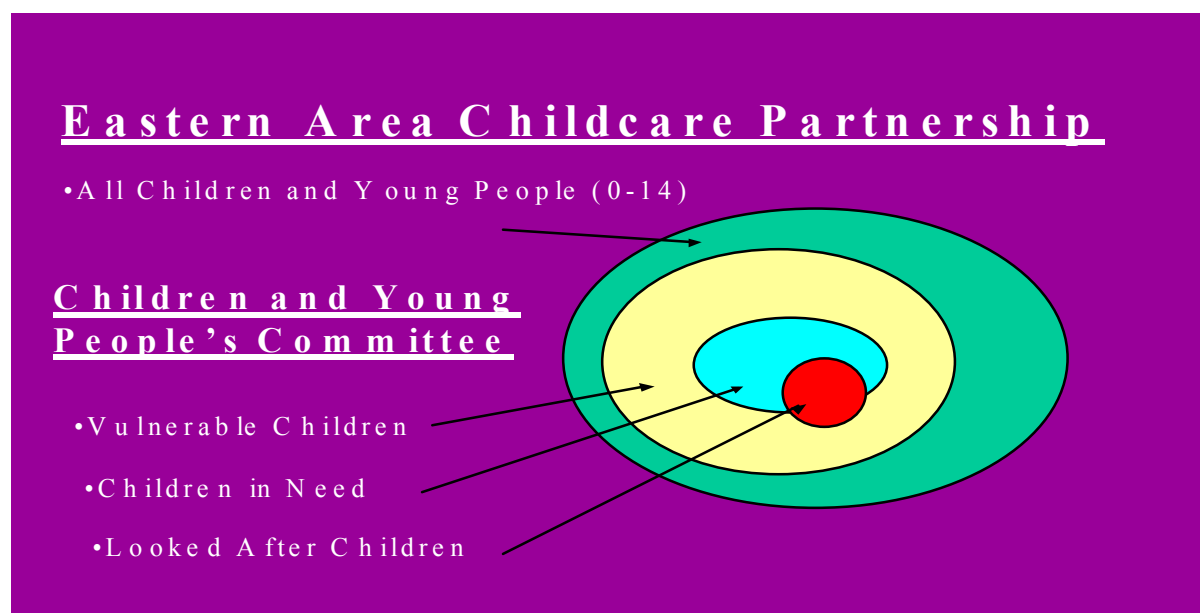 Eastern Area Childcare Partnership
•All Children and Young People (0-14)
Children and Young
People’s Committee
•Vulnerable Children
•Children in Need
•Looked After Children